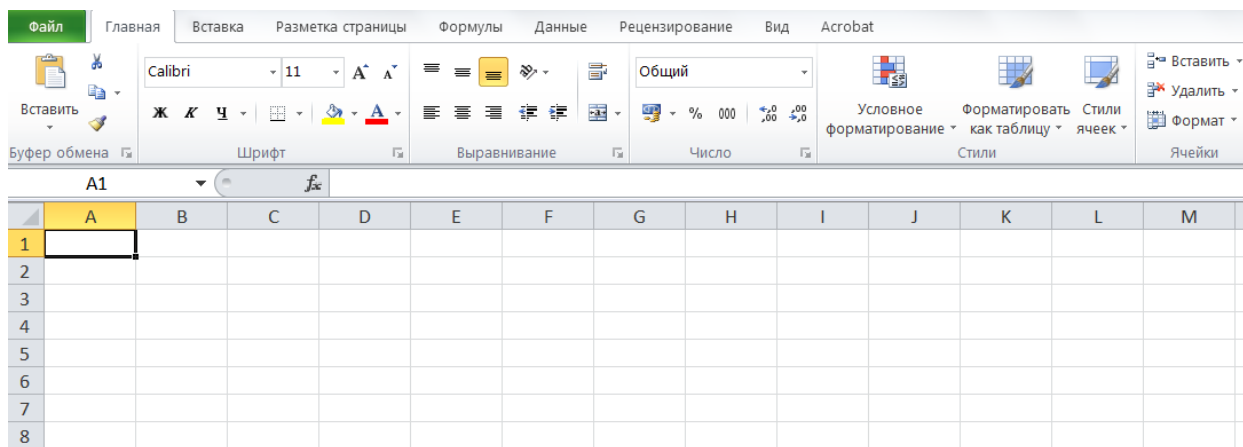 Файл Главная Вставка Разметка страницы Формулы Данные Рецензирование Вид Acrobat
Вставить
Буфер обмена
Calibri 11
Ж К Ч
Шрифт
Выравнивание
Общий
% 000
Число
Условное форматирование
Форматировать как таблицу
Стили ячеек
Стили
Вставить
Удалить
Формат
Ячейки
A1 fx
A B C D E F G H I J K L M
1
2
3
4
5
6
7
8